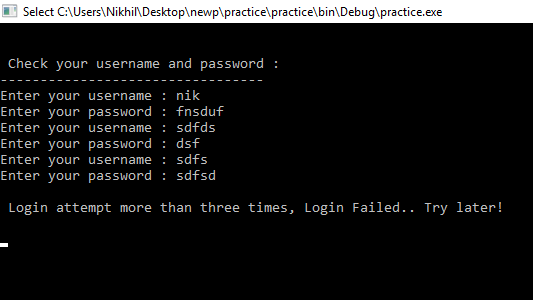 Select C:\Users\Nikhil\Desktop\newp\practice\practice\bin\Debug\practice.exe
Check your username and password :
---------------------------------
Enter your username : nik
Enter your password : fnsduf
Enter your username : sdfds
Enter your password : dsf
Enter your username : sdfs
Enter your password : sdfsd
Login attempt more than three times, Login Failed.. Try later!